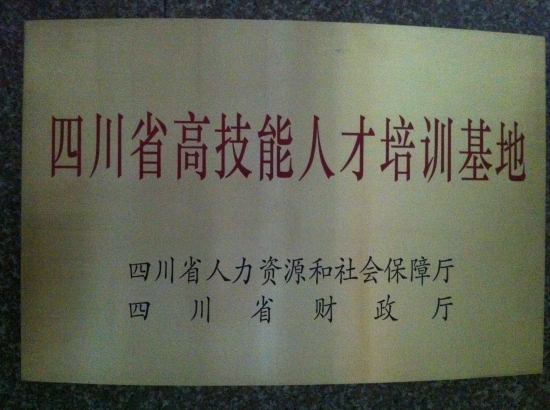 四川省高技能人才培训基地
四川省人力资源和社会保障厅
四川省财政厅